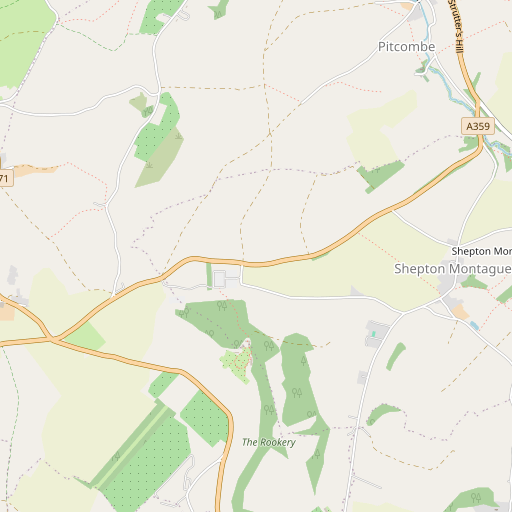 Strutter's Hill
Pitcombe
A359
71
Shepton Mon
Shepton Montague
The Rookery